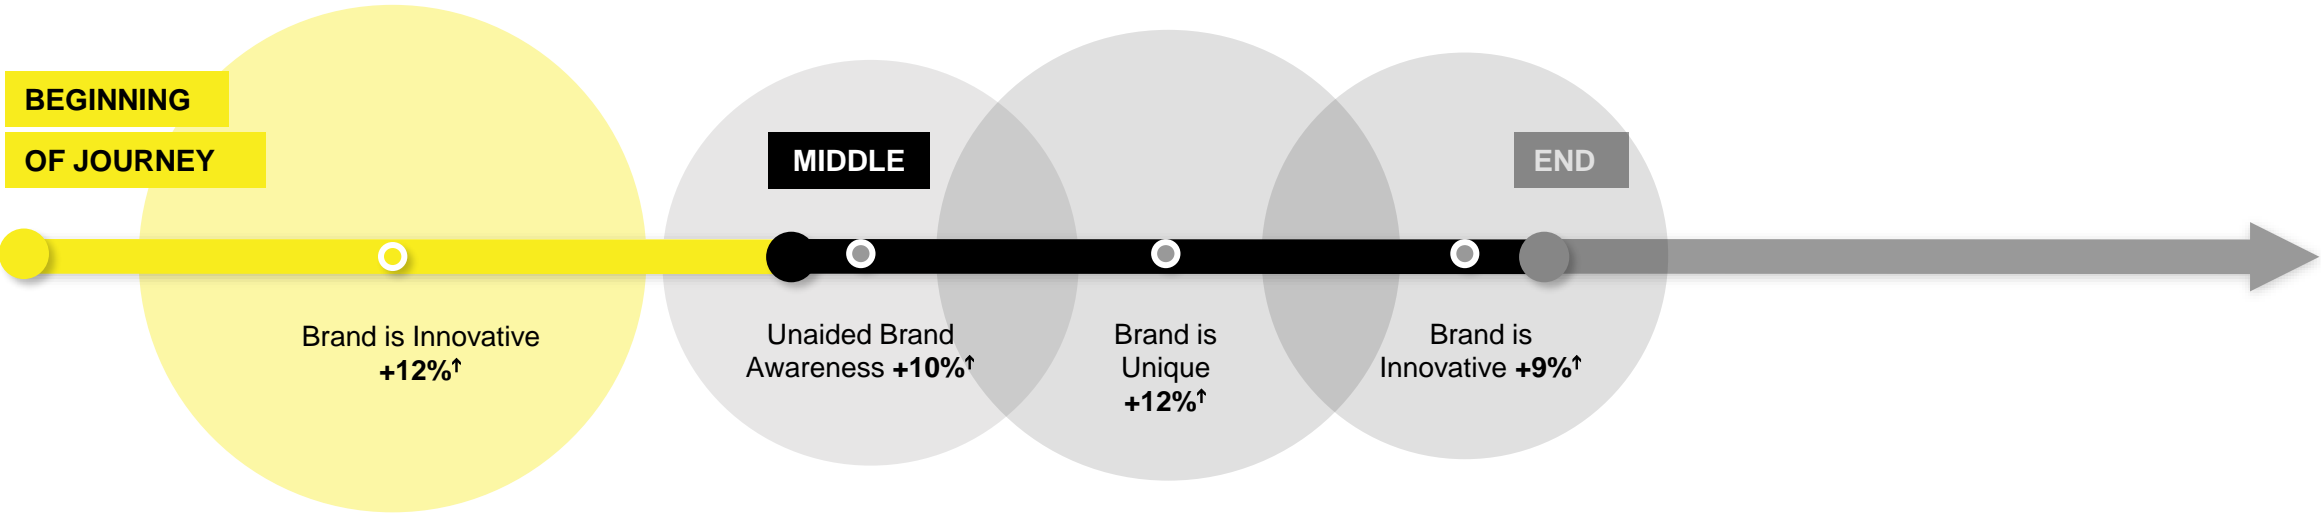 BEGINNING
OF JOURNEY
MIDDLE
END
Brand is Innovative
+12%↑
Unaided Brand
Awareness +10%↑
Brand is
Unique
+12%↑
Brand is
Innovative +9%↑